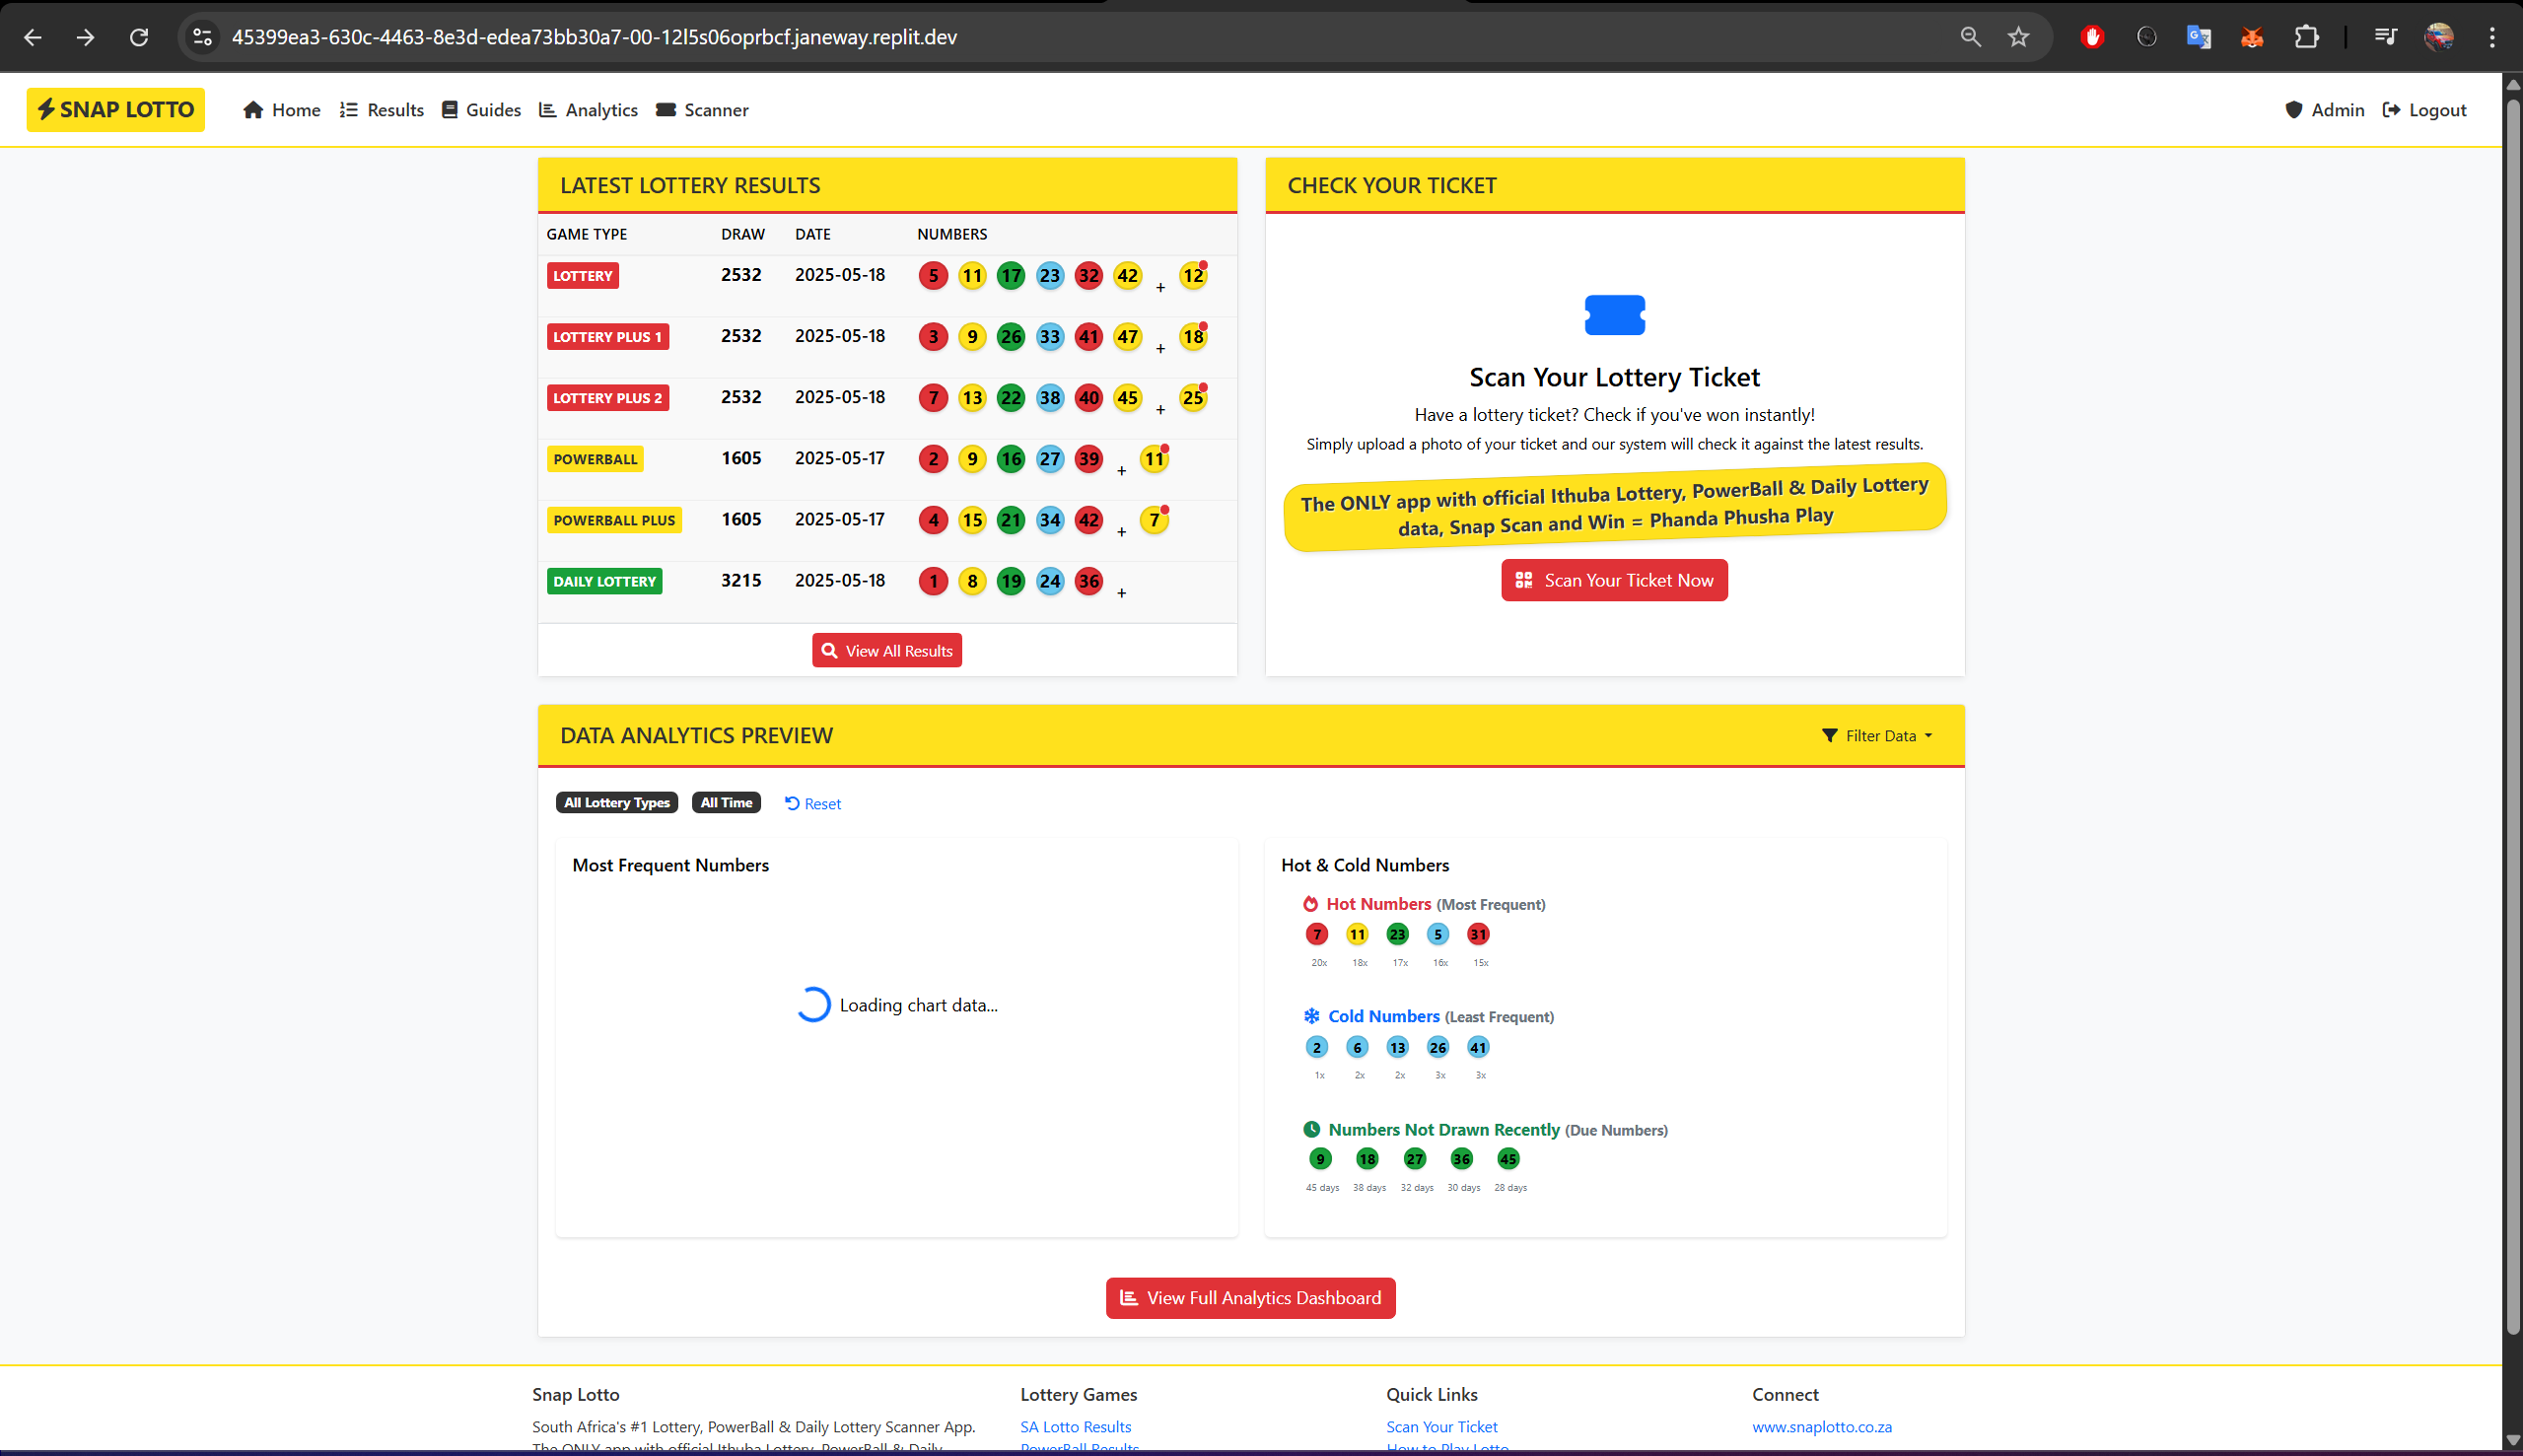 45399ea3-630c-4463-8e3d-edea73bb30a7-00-12l5s06oprbcf.janeway.replit.dev
SNAP LOTTO Home Results Guides Analytics Scanner Admin Logout
LATEST LOTTERY RESULTS
GAME TYPE DRAW DATE NUMBERS
LOTTERY 2532 2025-05-18 5 11 17 23 32 42 + 12
LOTTERY PLUS 1 2532 2025-05-18 3 9 26 33 41 47 + 18
LOTTERY PLUS 2 2532 2025-05-18 7 13 22 38 40 45 + 25
POWERBALL 1605 2025-05-17 2 9 16 27 39 + 11
POWERBALL PLUS 1605 2025-05-17 4 15 21 34 42 + 7
DAILY LOTTERY 3215 2025-05-18 1 8 19 24 36 +
View All Results
CHECK YOUR TICKET
Scan Your Lottery Ticket
Have a lottery ticket? Check if you've won instantly!
Simply upload a photo of your ticket and our system will check it against the latest results.
The ONLY app with official Ithuba Lottery, PowerBall & Daily Lottery
data, Snap Scan and Win = Phanda Phusha Play
Scan Your Ticket Now
DATA ANALYTICS PREVIEW Filter Data
All Lottery Types All Time Reset
Most Frequent Numbers
Loading chart data...
Hot & Cold Numbers
Hot Numbers (Most Frequent)
7 11 23 5 31
20x 18x 17x 16x 15x
Cold Numbers (Least Frequent)
2 6 13 26 41
1x 2x 2x 3x 3x
Numbers Not Drawn Recently (Due Numbers)
9 18 27 36 45
45 days 38 days 32 days 30 days 28 days
View Full Analytics Dashboard
Snap Lotto
South Africa's #1 Lottery, PowerBall & Daily Lottery Scanner App.
The ONLY app with official Ithuba Lottery, PowerBall & Daily
Lottery Games
SA Lotto Results
PowerBall Results
Quick Links
Scan Your Ticket
How to Play Lotto
Connect
www.snaplotto.co.za